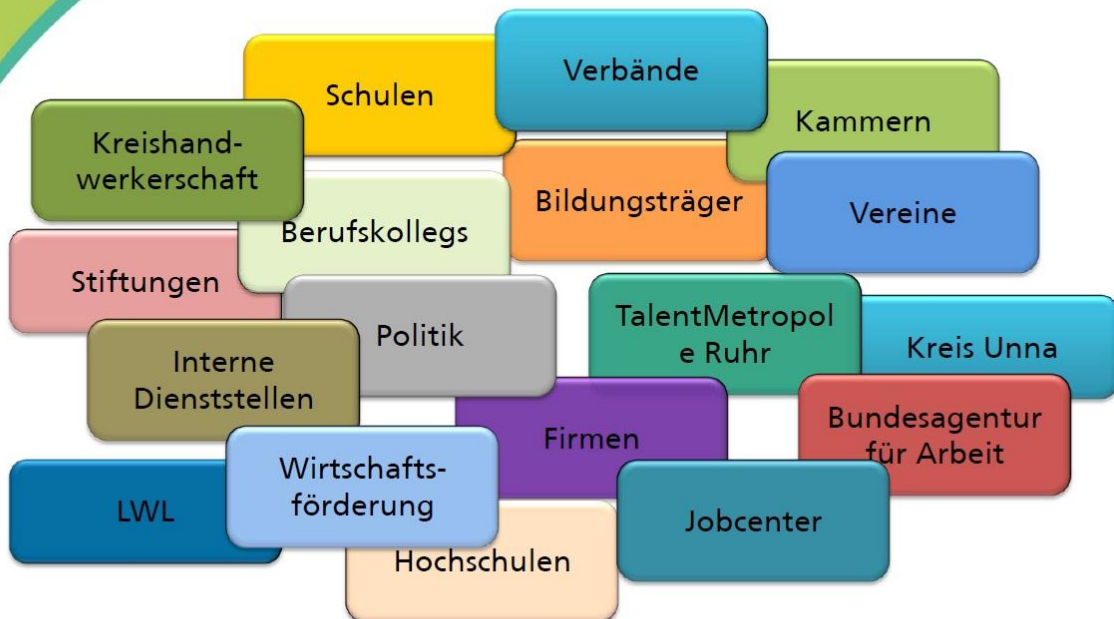 Verbände
Schulen
Kammern
Kreishand-
werkerschaft
Bildungsträger
Vereine
Berufskollegs
Stiftungen
Politik
TalentMetropol
e Ruhr
Kreis Unna
Interne
Dienststellen
Firmen
Bundesagentur
für Arbeit
Wirtschafts-
förderung
LWL
Jobcenter
Hochschulen